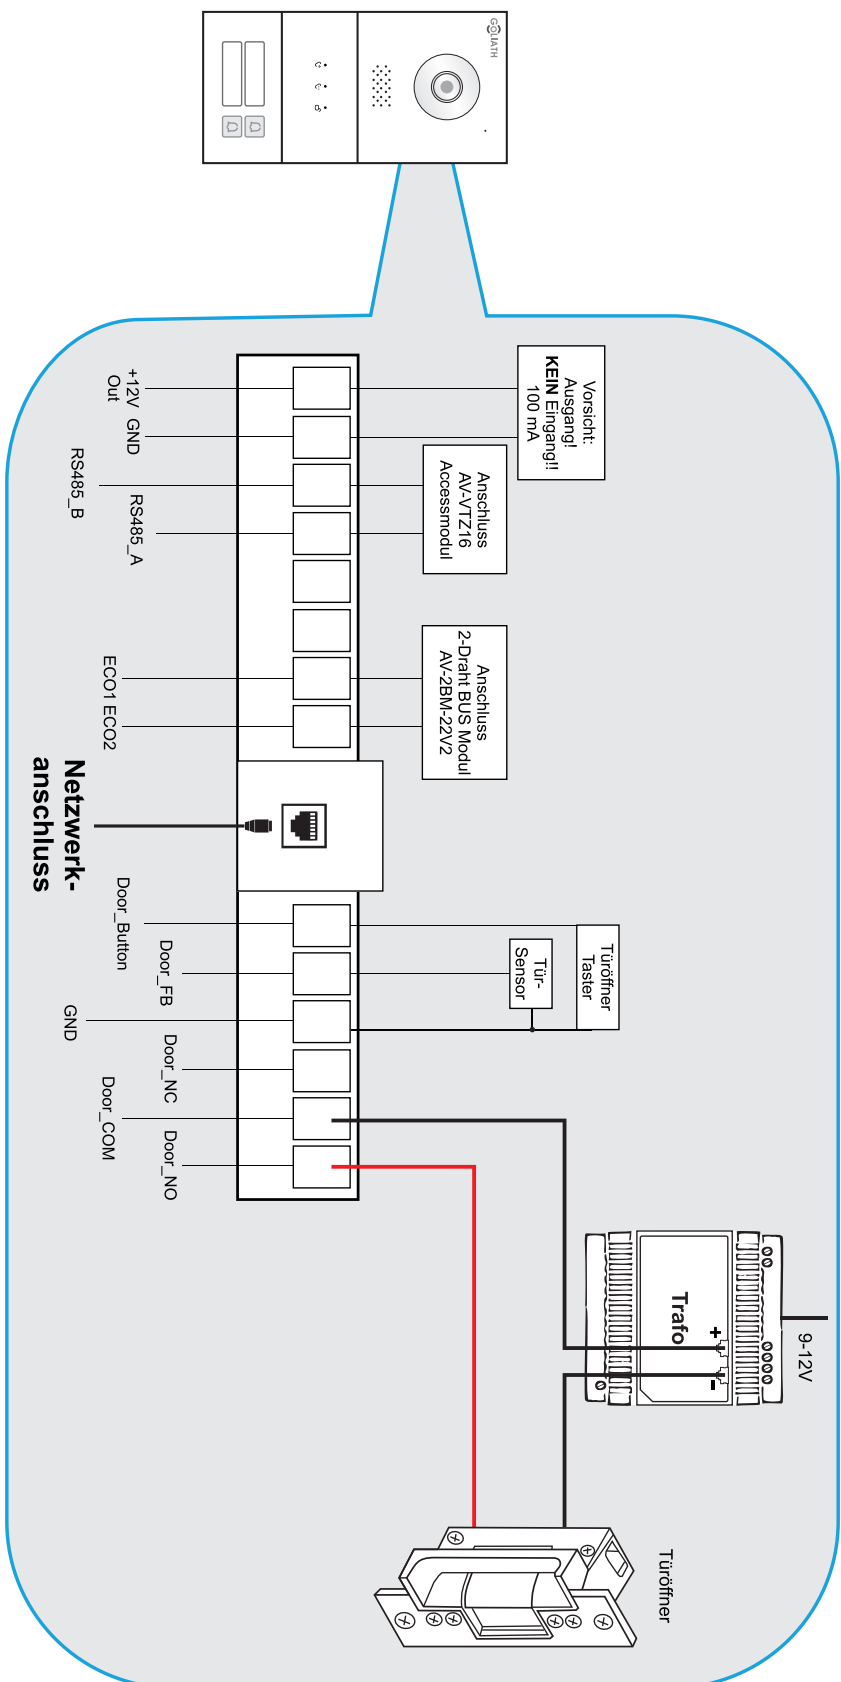 GOLIATH
Vorsicht:
Ausgang!
KEIN Eingang!!
100 mA
Anschluss
AV-VTZ16
Accessmodul
Anschluss
2-Draht BUS Modul
AV-2BM-22V2
Türöffner
Taster
Tür-
Sensor
+12V
Out
GND
RS485_B
RS485_A
ECO1
ECO2
Netzwerk-
anschluss
Door_Button
Door_FB
GND
Door_NC
Door_COM
Door_NO
9-12V
Trafo
+
-
Türöffner